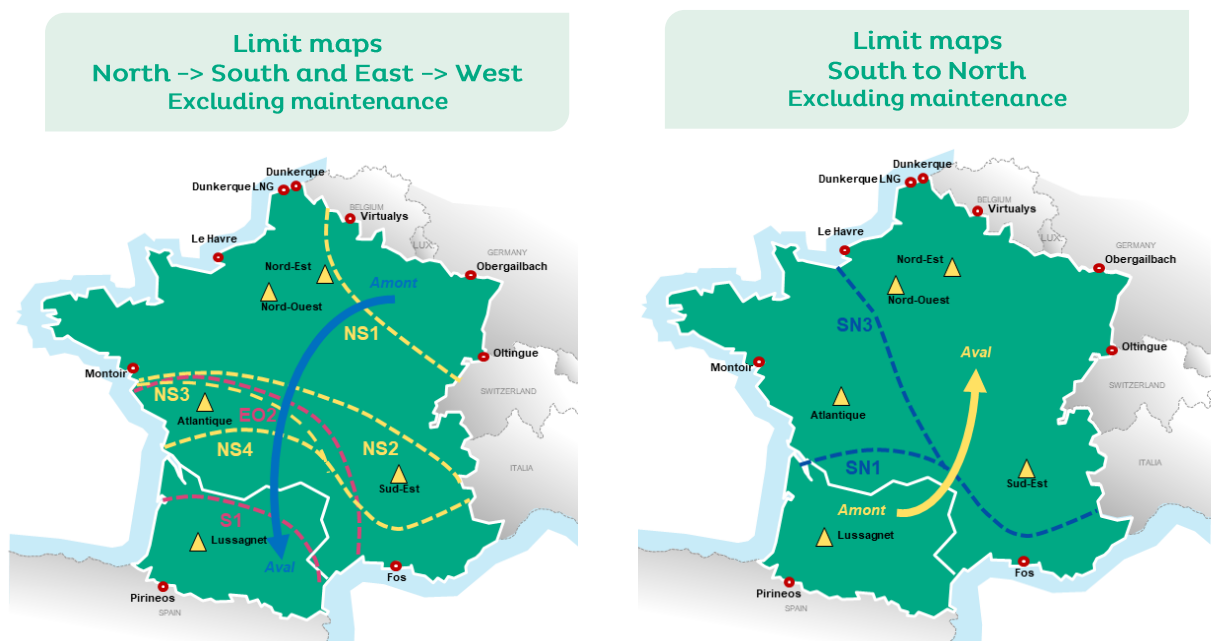 Limit maps
North -> South and East -> West
Excluding maintenance
Dunkerque
Dunkerque LNG
BELGIUM
Virtualys
Le Havre
LUX
GERMANY
Nord-Est
Obergailbach
Amont
Nord-Ouest
NS1
Oltingue
Montoir
SWITZERLAND
NS3
EO2
Atlantique
NS4
NS2
ITALIA
Sud-Est
S1
Lussagnet
Aval
Fos
Pirineos
SPAIN
Limit maps
South to North
Excluding maintenance
Dunkerque
Dunkerque LNG
BELGIUM
Virtualys
Le Havre
LUX
GERMANY
Nord-Est
Obergailbach
Nord-Ouest
SN3
Oltingue
Aval
Montoir
SWITZERLAND
Atlantique
SN1
ITALIA
Sud-Est
Amont
Lussagnet
Fos
Pirineos
SPAIN